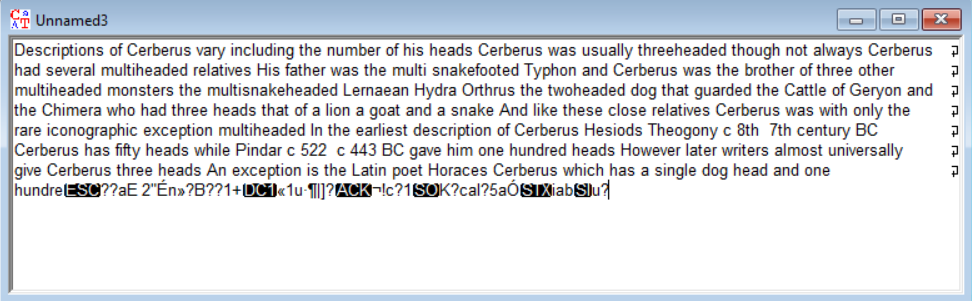 Unnamed3
Descriptions of Cerberus vary including the number of his heads Cerberus was usually threeheaded though not always Cerberus
had several multiheaded relatives His father was the multi snakefooted Typhon and Cerberus was the brother of three other
multiheaded monsters the multisnakeheaded Lernaean Hydra Orthrus the twoheaded dog that guarded the Cattle of Geryon and
the Chimera who had three heads that of a lion a goat and a snake And like these close relatives Cerberus was with only the
rare iconographic exception multiheaded In the earliest description of Cerberus Hesiods Theogony c 8th  7th century BC
Cerberus has fifty heads while Pindar c 522  c 443 BC gave him one hundred heads However later writers almost universally
give Cerberus three heads An exception is the Latin poet Horaces Cerberus which has a single dog head and one
hundreESC??aE 2"Én»?B??1+DC1«1u·¶|]?ACK¬!c?1SOK?cal?5aÓSTXiabSIu?